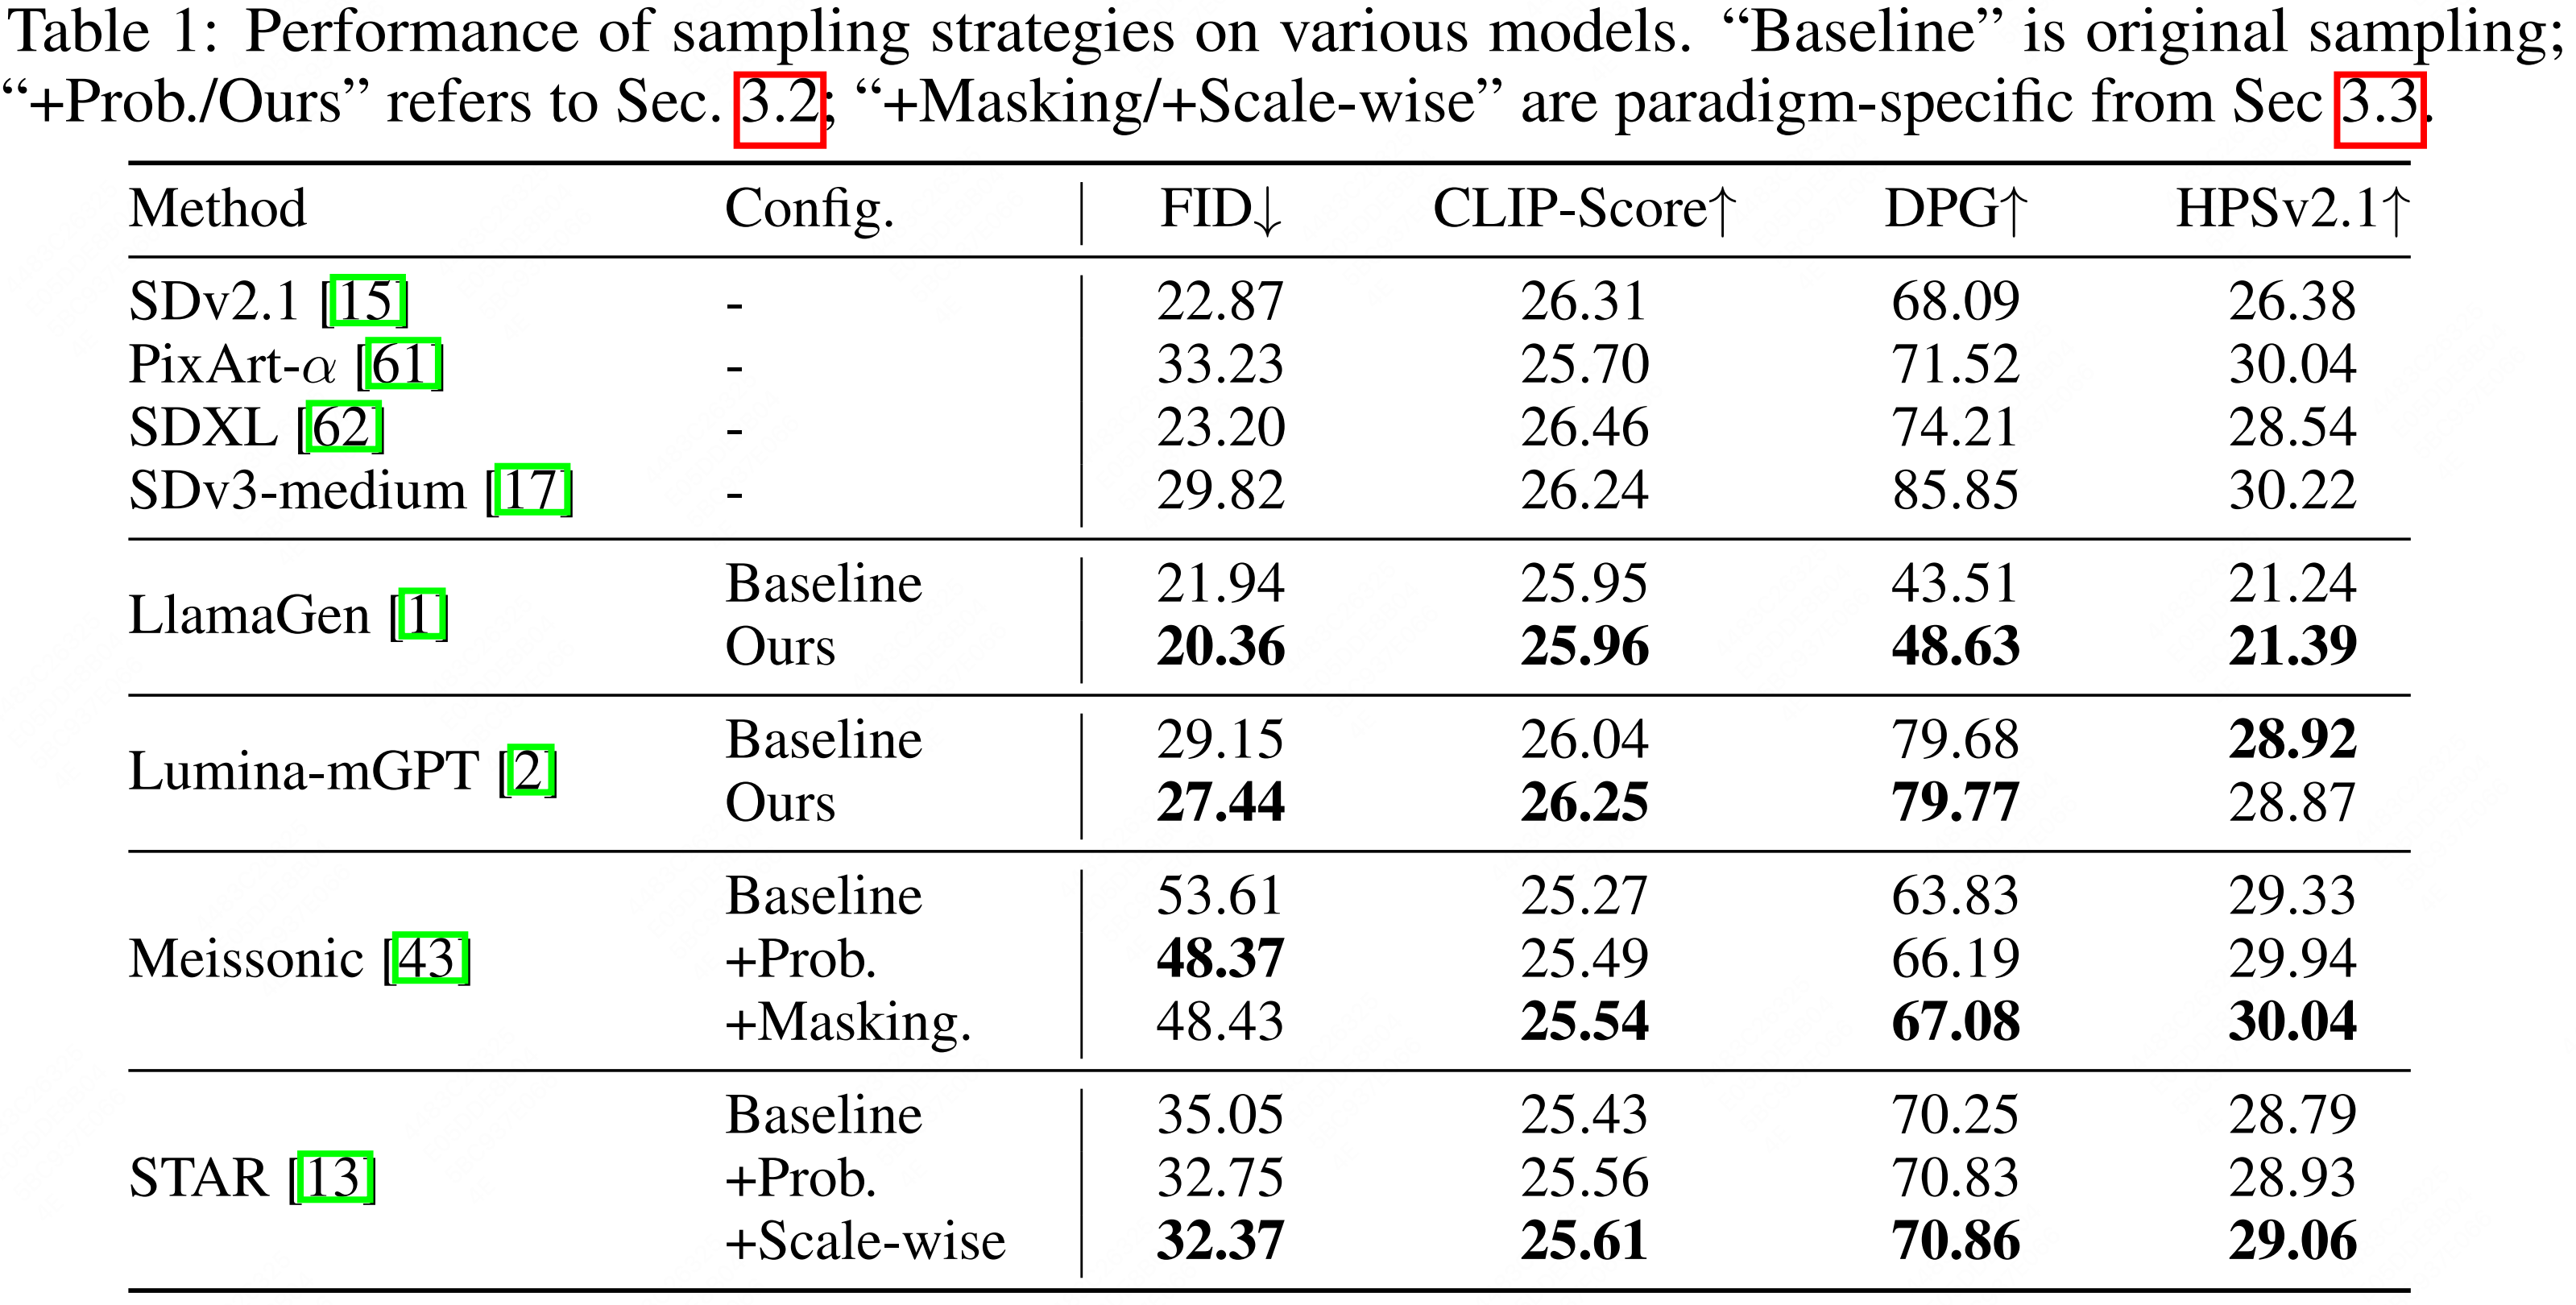 Table 1: Performance of sampling strategies on various models. “Baseline” is original sampling;
“+Prob./Ours” refers to Sec. 3.2; “+Masking/+Scale-wise” are paradigm-specific from Sec 3.3.
Method Config. FID↓ CLIP-Score↑ DPG↑ HPSv2.1↑
SDv2.1 [15] - 22.87 26.31 68.09 26.38
PixArt-α [61] - 33.23 25.70 71.52 30.04
SDXL [62] - 23.20 26.46 74.21 28.54
SDv3-medium [17] - 29.82 26.24 85.85 30.22
LlamaGen [1]
Baseline 21.94 25.95 43.51 21.24
Ours 20.36 25.96 48.63 21.39
Lumina-mGPT [2]
Baseline 29.15 26.04 79.68 28.92
Ours 27.44 26.25 79.77 28.87
Meissonic [43]
Baseline 53.61 25.27 63.83 29.33
+Prob. 48.37 25.49 66.19 29.94
+Masking. 48.43 25.54 67.08 30.04
STAR [13]
Baseline 35.05 25.43 70.25 28.79
+Prob. 32.75 25.56 70.83 28.93
+Scale-wise 32.37 25.61 70.86 29.06